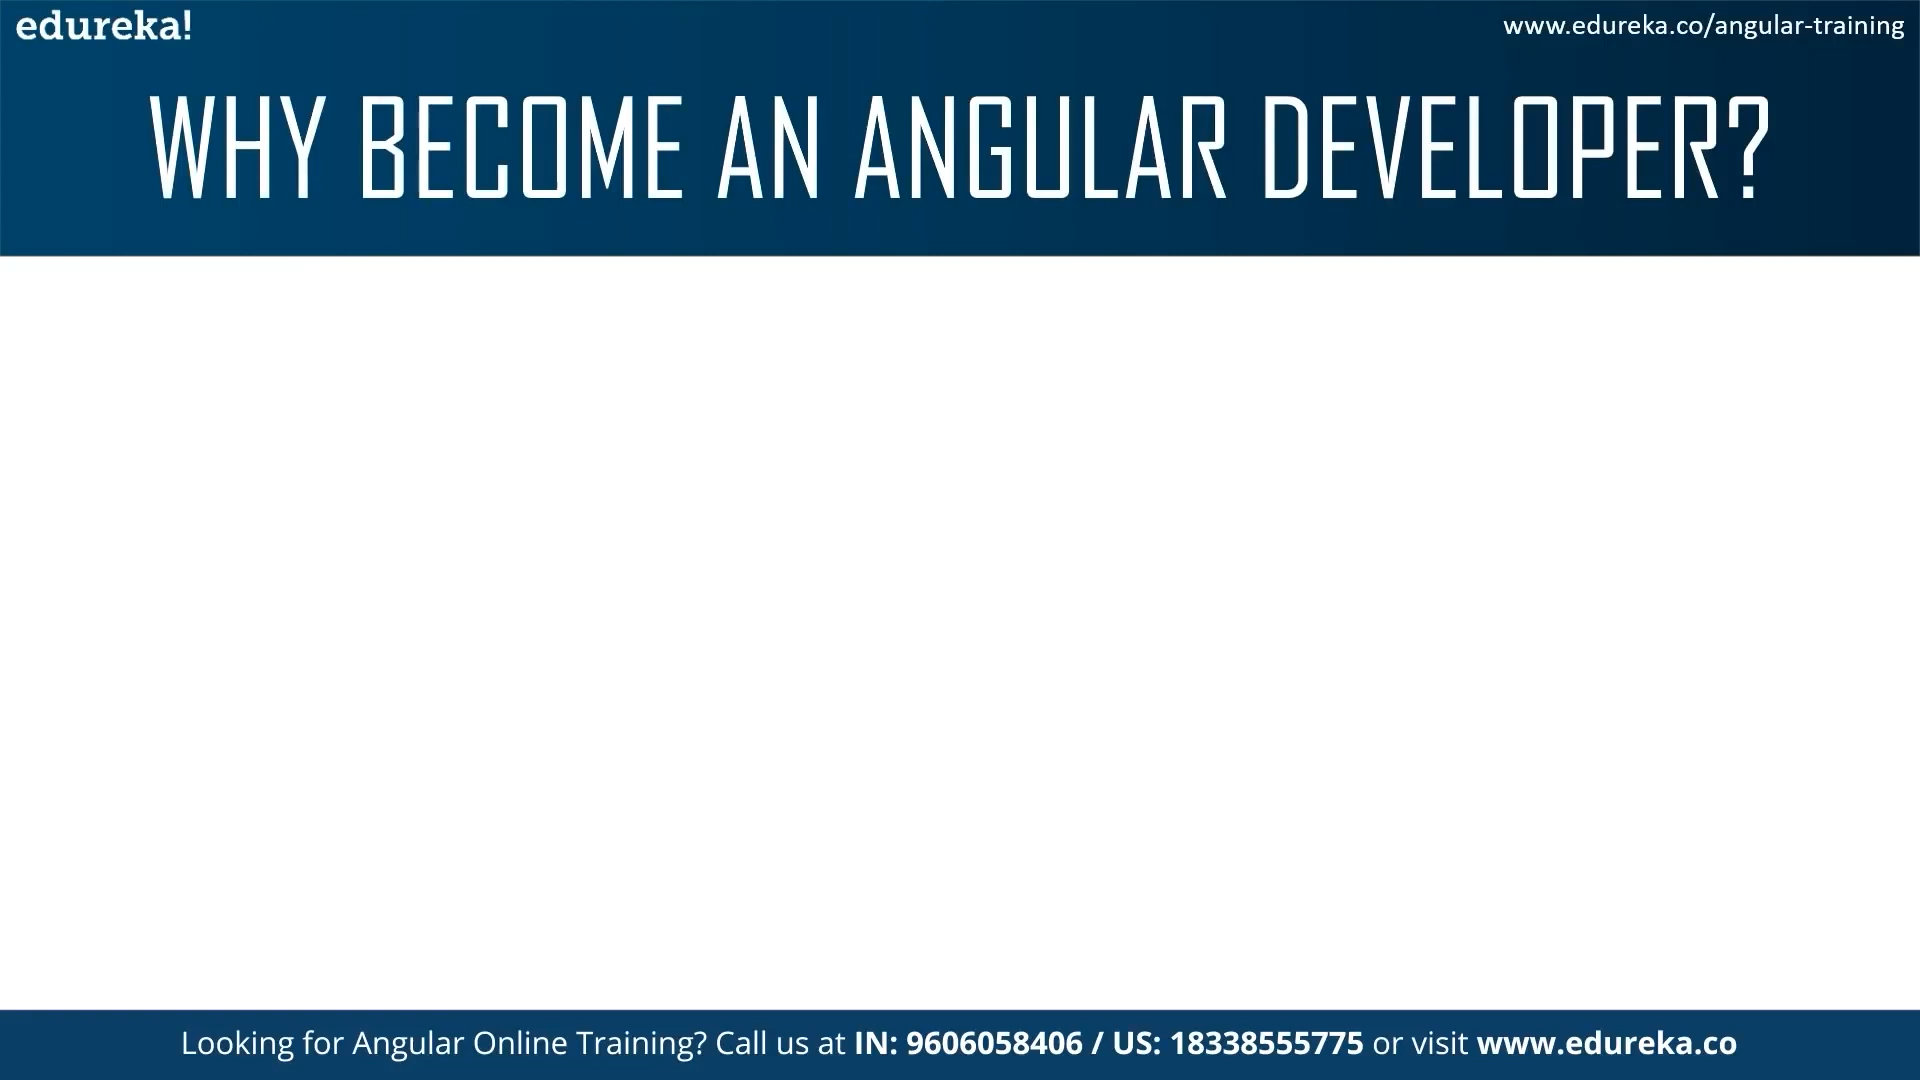 edureka!
www.edureka.co/angular-training
WHY BECOME AN ANGULAR DEVELOPER?
Looking for Angular Online Training? Call us at IN: 9606058406 / US: 18338555775 or visit www.edureka.co